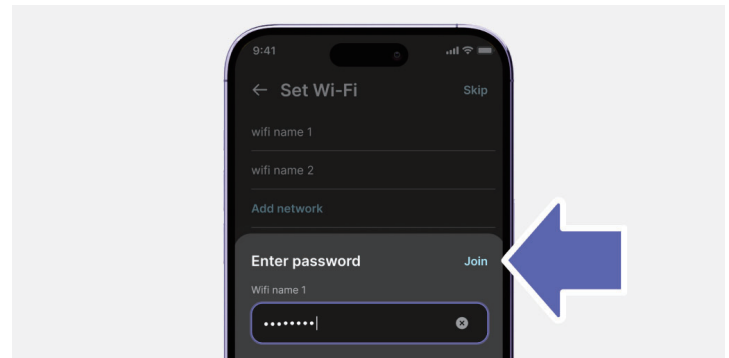 9:41
← Set Wi-Fi Skip
wifi name 1
wifi name 2
Add network
Enter password Join
Wifi name 1
••••••••